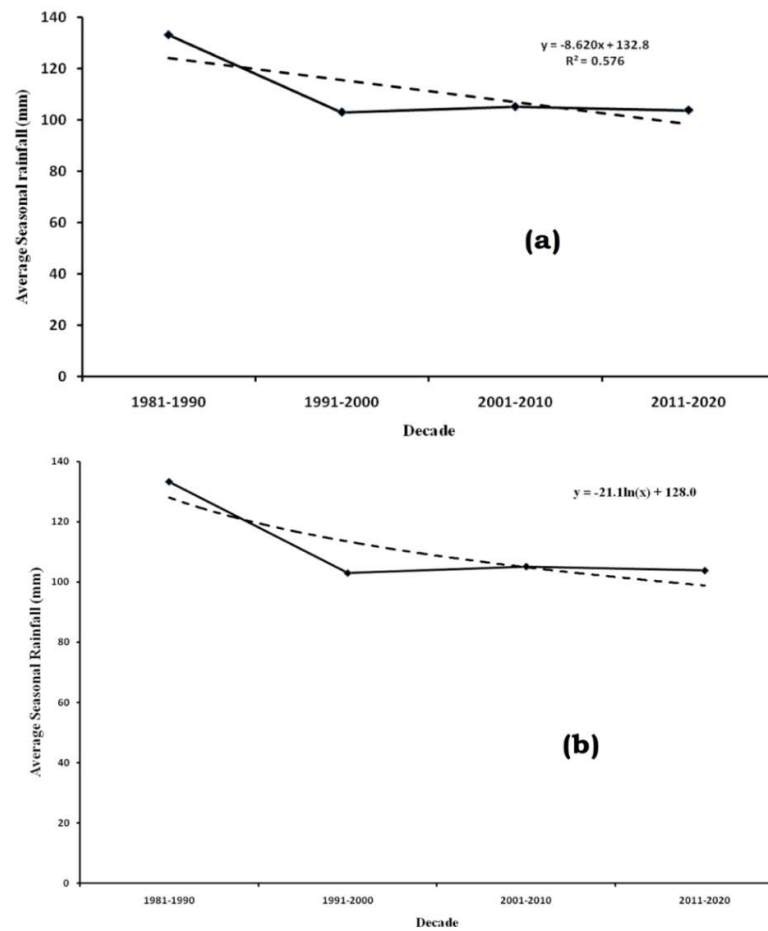 140
120
100
80
60
40
20
0
Average Seasonal rainfall (mm)
y = -8.620x + 132.8
R² = 0.576
(a)
1981-1990 1991-2000 2001-2010 2011-2020
Decade
140
120
100
80
60
40
20
0
Average Seasonal Rainfall (mm)
y = -21.1ln(x) + 128.0
(b)
1981-1990 1991-2000 2001-2010 2011-2020
Decade